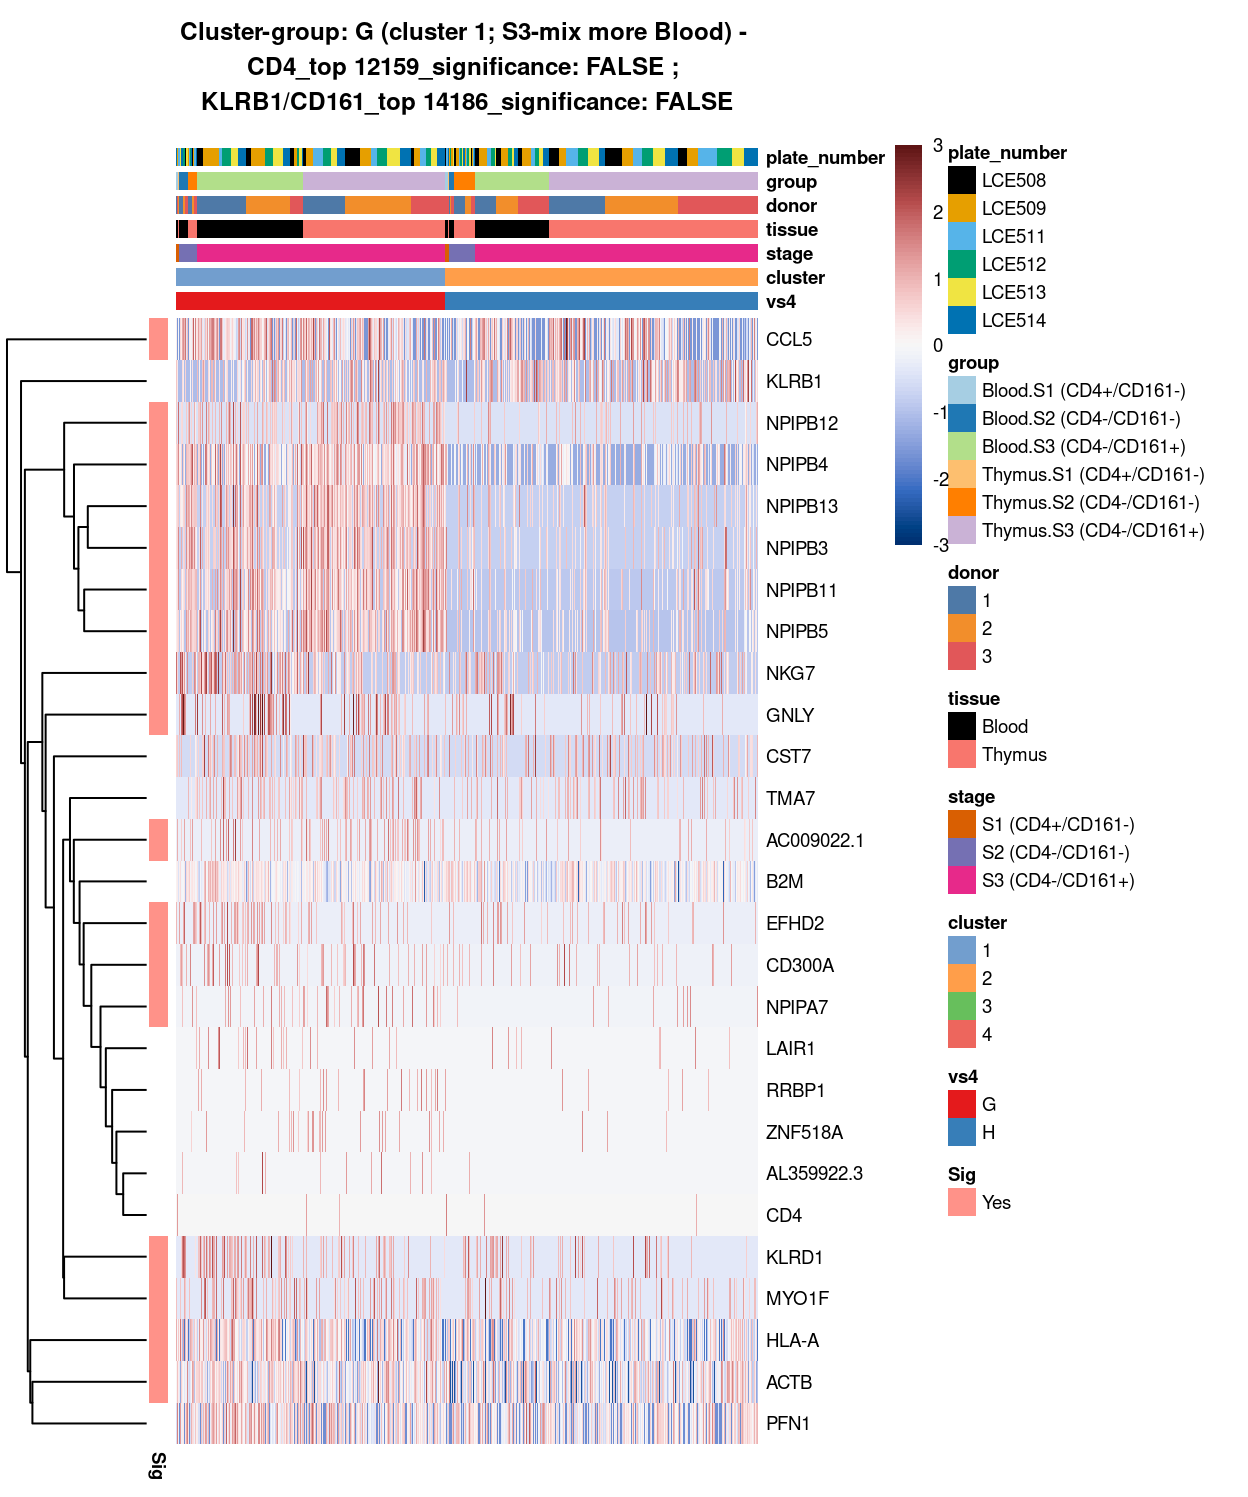 Cluster-group: G (cluster 1; S3-mix more Blood) -
CD4_top 12159_significance: FALSE ;
KLRB1/CD161_top 14186_significance: FALSE
plate_number
group
donor
tissue
stage
cluster
vs4
CCL5
KLRB1
NPIPB12
NPIPB4
NPIPB13
NPIPB3
NPIPB11
NPIPB5
NKG7
GNLY
CST7
TMA7
AC009022.1
B2M
EFHD2
CD300A
NPIPA7
LAIR1
RRBP1
ZNF518A
AL359922.3
CD4
KLRD1
MYO1F
HLA-A
ACTB
PFN1
Sig
3
2
1
0
-1
-2
-3
plate_number
LCE508
LCE509
LCE511
LCE512
LCE513
LCE514
group
Blood.S1 (CD4+/CD161-)
Blood.S2 (CD4-/CD161-)
Blood.S3 (CD4-/CD161+)
Thymus.S1 (CD4+/CD161-)
Thymus.S2 (CD4-/CD161-)
Thymus.S3 (CD4-/CD161+)
donor
1
2
3
tissue
Blood
Thymus
stage
S1 (CD4+/CD161-)
S2 (CD4-/CD161-)
S3 (CD4-/CD161+)
cluster
1
2
3
4
vs4
G
H
Sig
Yes